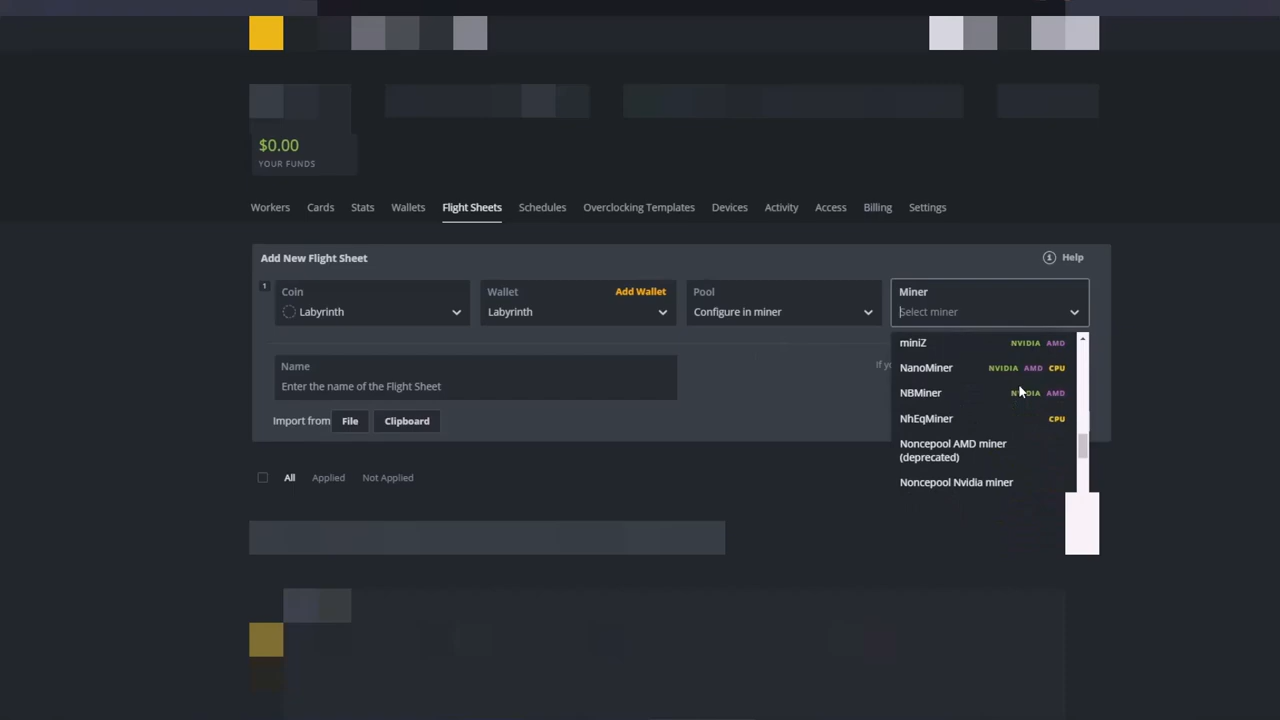 $0.00
YOUR FUNDS
Workers Cards Stats Wallets Flight Sheets Schedules Overclocking Templates Devices Activity Access Billing Settings
Add New Flight Sheet
Help
1
Coin
Labyrinth
Wallet Add Wallet
Labyrinth
Pool
Configure in miner
Miner
Select miner
miniZ NVIDIA AMD
NanoMiner NVIDIA AMD CPU
NBMiner NVIDIA AMD
NhEqMiner CPU
Noncepool AMD miner
(deprecated)
Noncepool Nvidia miner
Name
Enter the name of the Flight Sheet
If
Import from File Clipboard
All Applied Not Applied